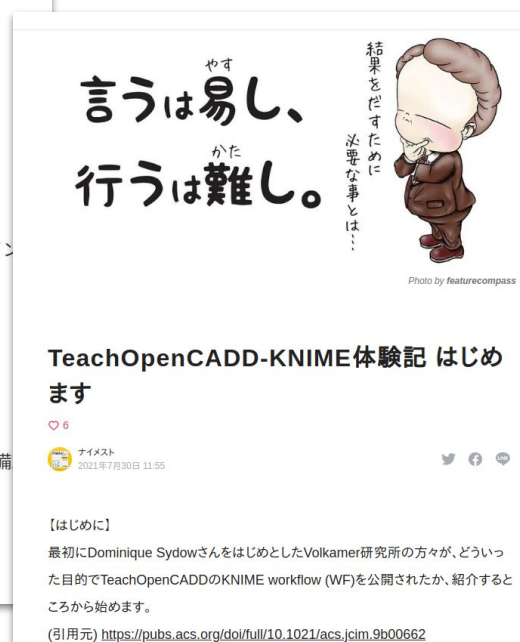 言うは易し、
やす
行うは難し。
かた
結果をだすために
必要な事とは…
Photo by featurecompass
TeachOpenCADD-KNIME体験記 はじめ
ます
6
ナイメスト
2021年7月30日 11:55
【はじめに】
最初にDominique SydowさんをはじめとしたVolkamer研究所の方々が、どういっ
た目的でTeachOpenCADDのKNIME workflow (WF)を公開されたか、紹介すると
ころから始めます。
(引用元) https://pubs.acs.org/doi/full/10.1021/acs.jcim.9b00662
備